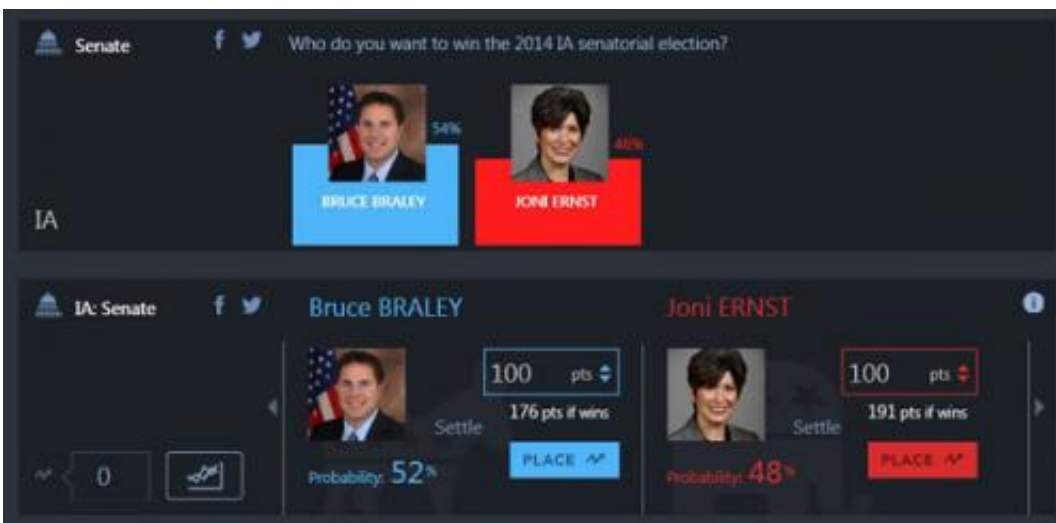 Senate
Who do you want to win the 2014 IA senatorial election?
54%
46%
BRUCE BRALEY
JONI ERNST
IA
IA: Senate
Bruce BRALEY
Joni ERNST
100 pts
100 pts
176 pts if wins
191 pts if wins
Settle
Settle
PLACE
PLACE
Probability: 52%
Probability: 48%
0